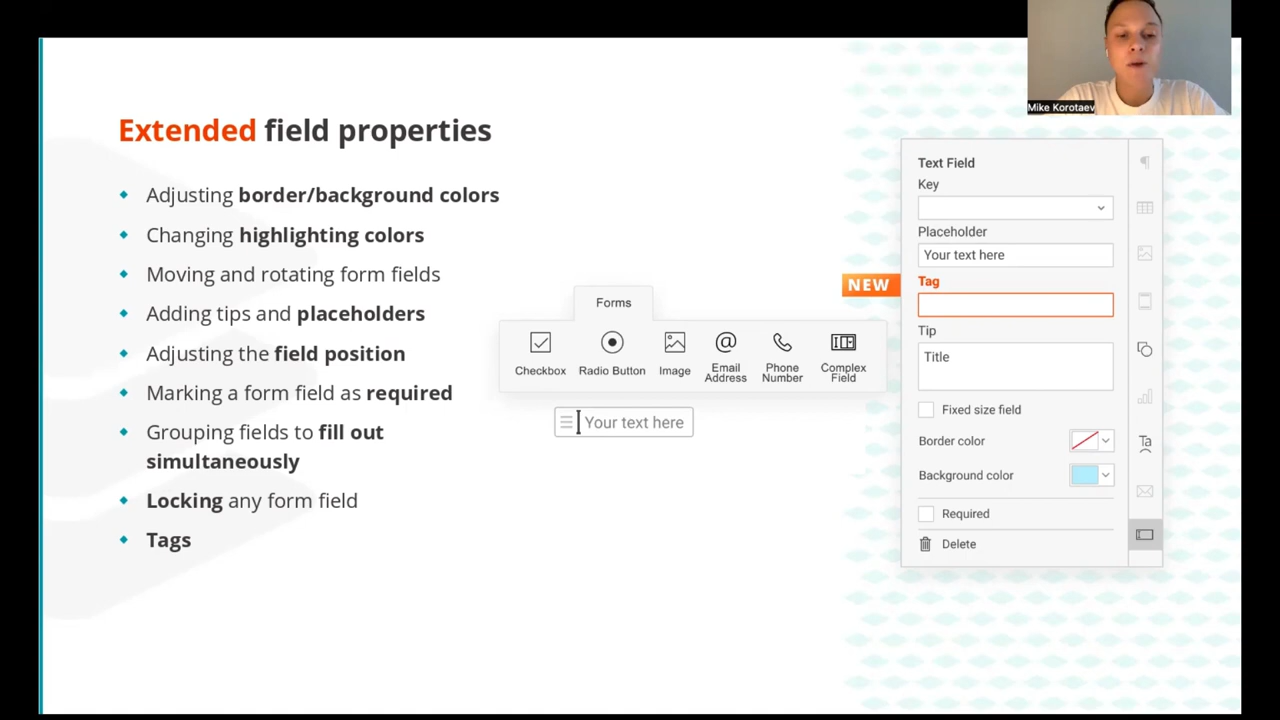 Mike Korotaev
Extended field properties
Adjusting border/background colors
Changing highlighting colors
Moving and rotating form fields
Adding tips and placeholders
Adjusting the field position
Marking a form field as required
Grouping fields to fill out
simultaneously
Locking any form field
Tags
Forms
Checkbox
Radio Button
Image
Email
Address
Phone
Number
Complex
Field
Your text here
NEW
Text Field
Key
Placeholder
Your text here
Tag
Tip
Title
Fixed size field
Border color
Background color
Required
Delete
Ta